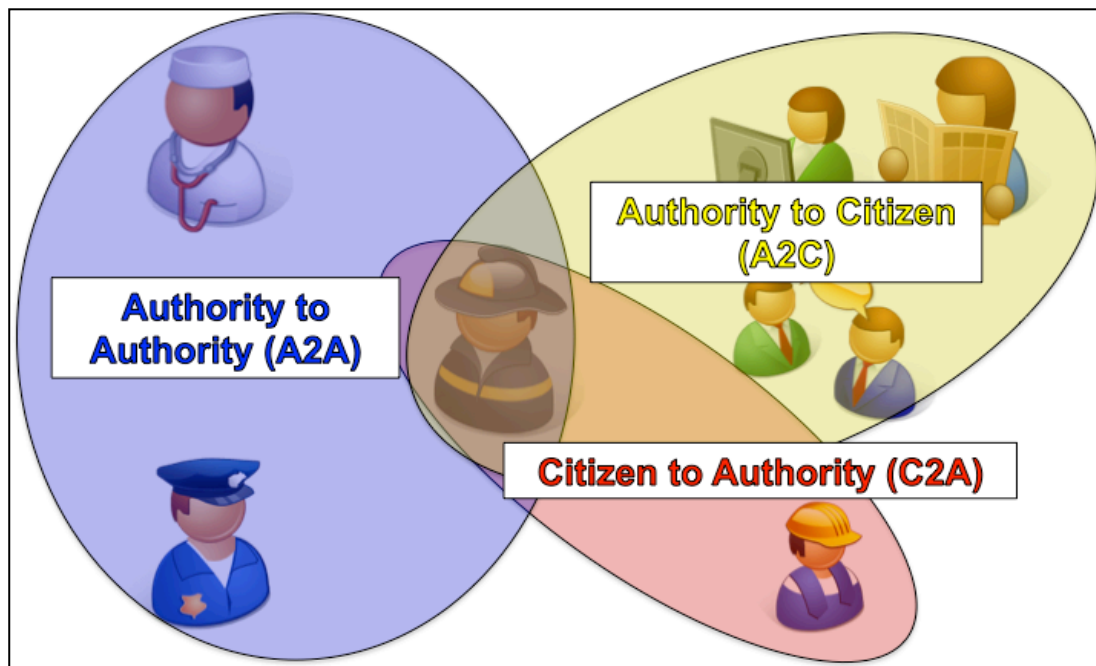 Authority to Citizen
(A2C)
Authority to
Authority (A2A)
Citizen to Authority (C2A)